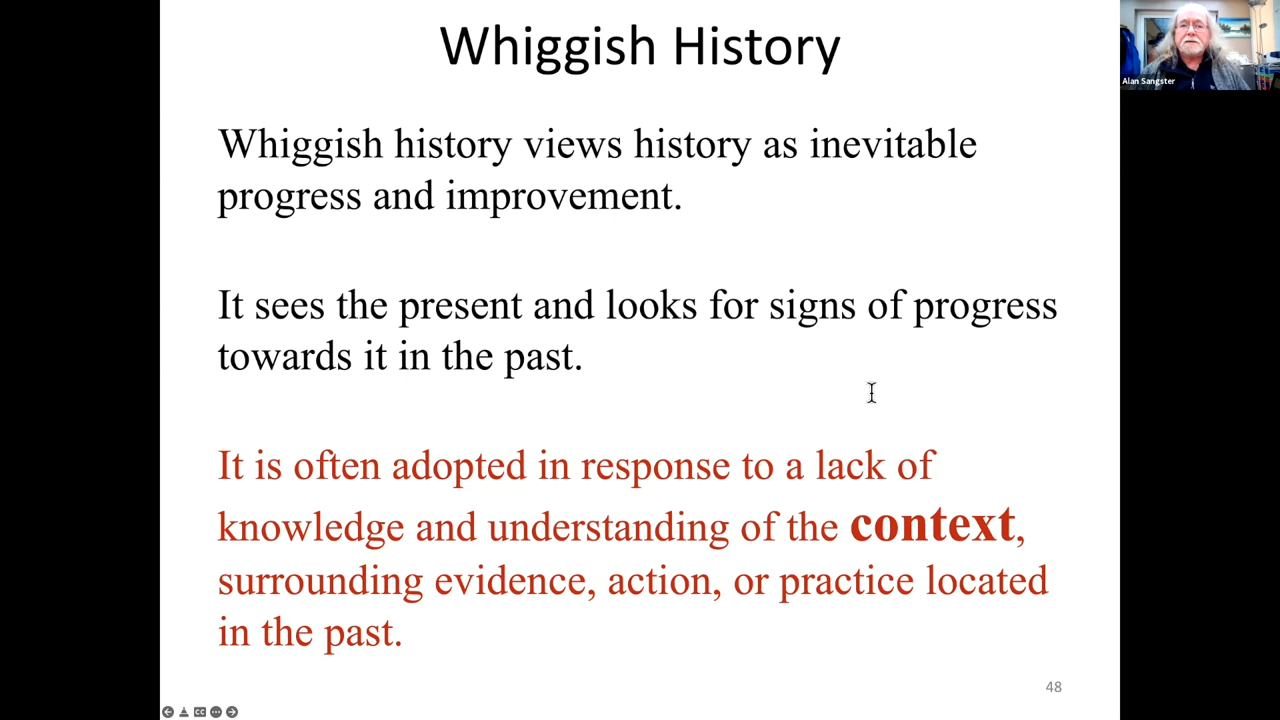 Whiggish History
Alan Sangster
Whiggish history views history as inevitable
progress and improvement.
It sees the present and looks for signs of progress
towards it in the past.
It is often adopted in response to a lack of
knowledge and understanding of the context,
surrounding evidence, action, or practice located
in the past.
48
CC